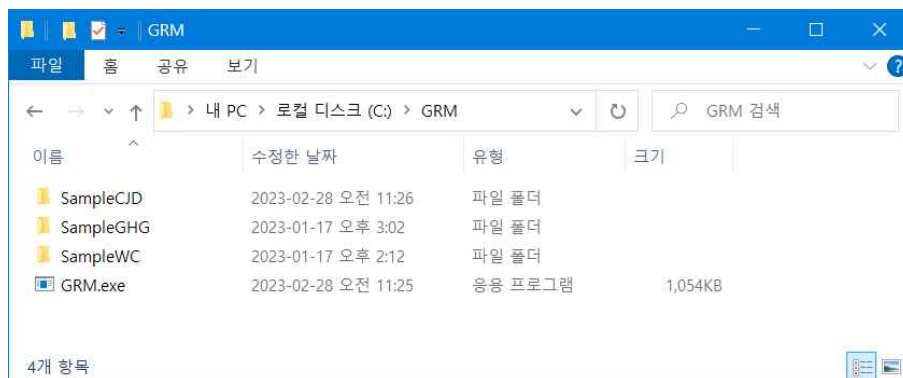 GRM
파일 홈 공유 보기
내 PC > 로컬 디스크 (C:) > GRM
GRM 검색
이름 수정한 날짜 유형 크기
SampleCJD 2023-02-28 오전 11:26 파일 폴더
SampleGHG 2023-01-17 오후 3:02 파일 폴더
SampleWC 2023-01-17 오후 2:12 파일 폴더
GRM.exe 2023-02-28 오전 11:25 응용 프로그램 1,054KB
4개 항목